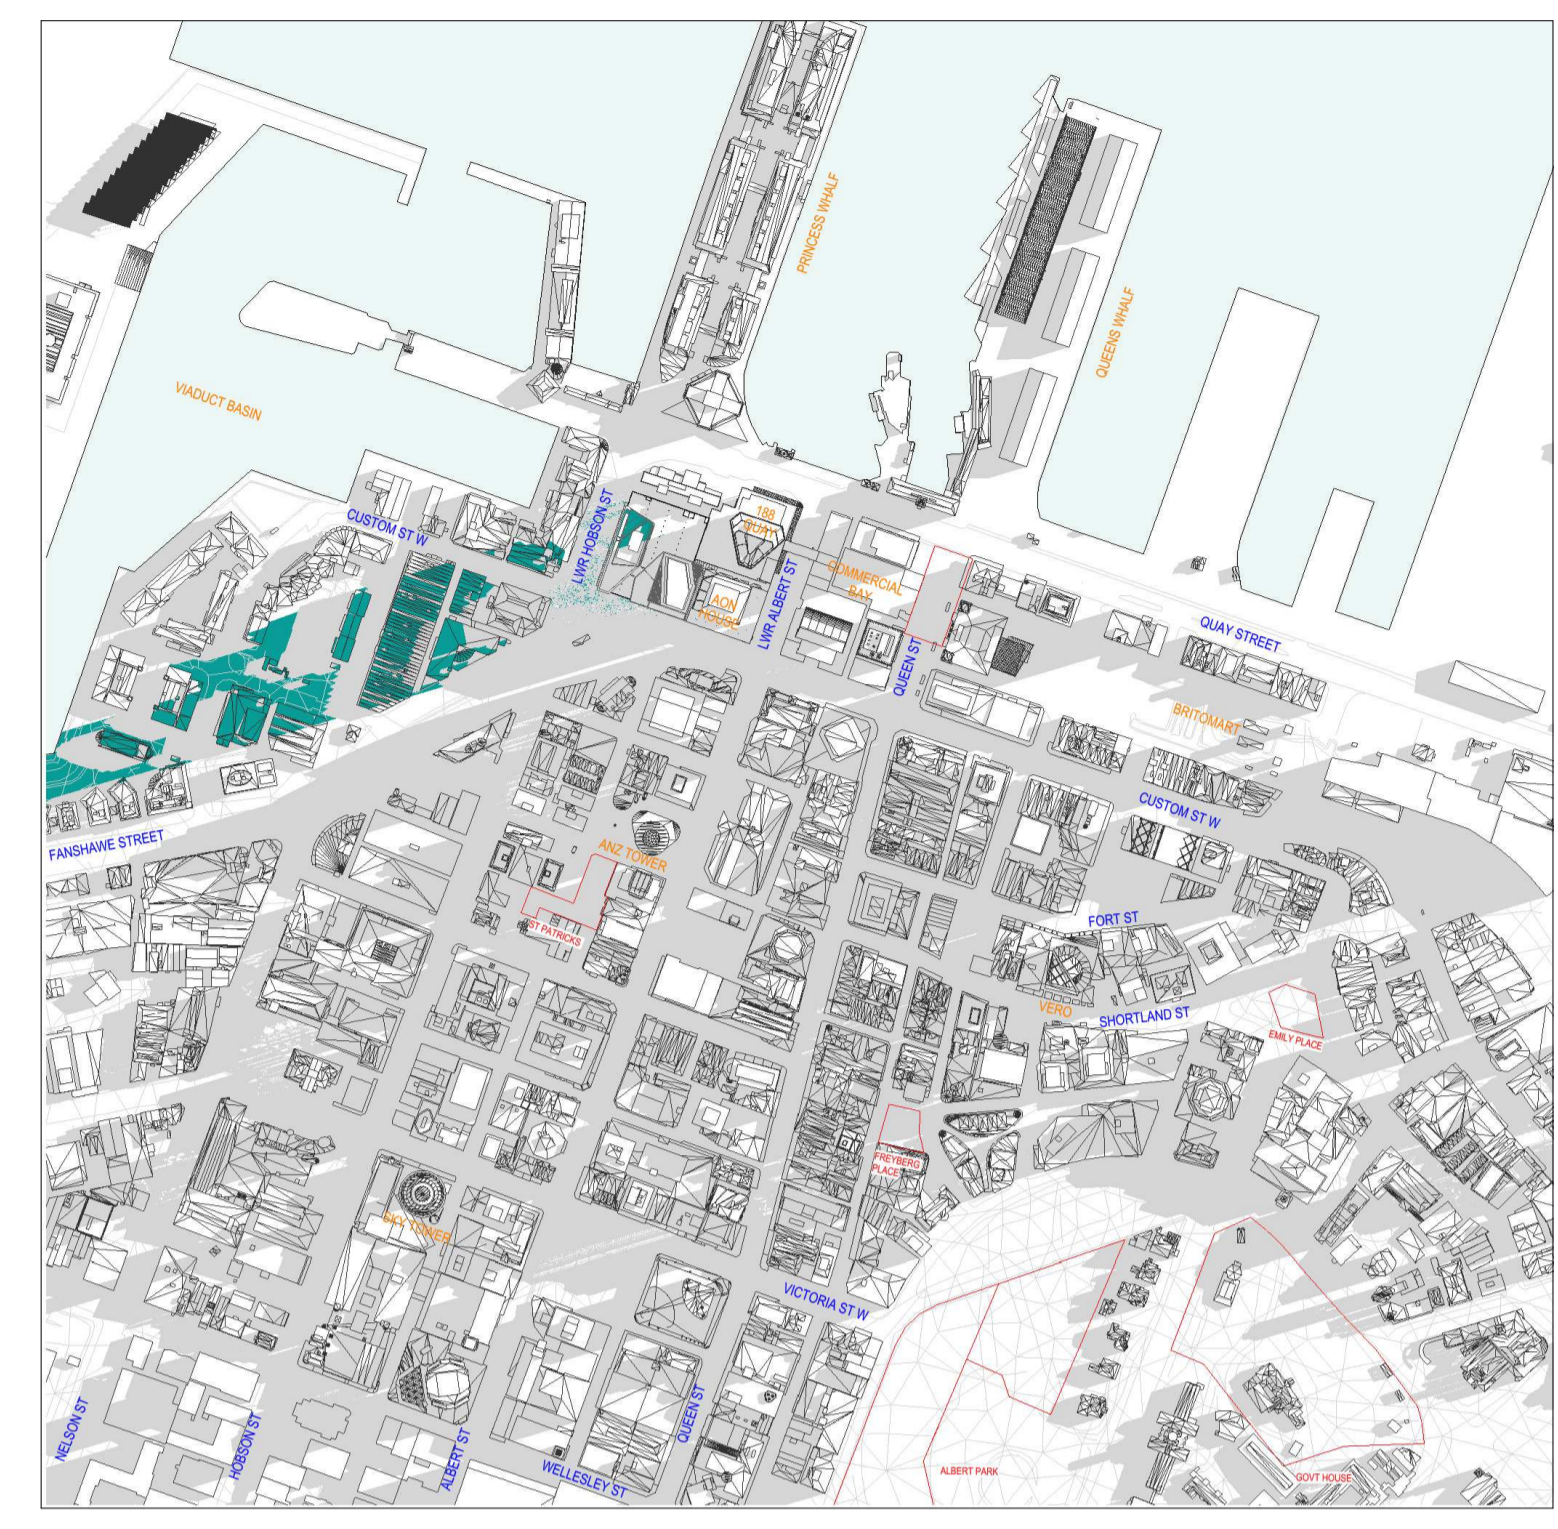 PRINCESS WHALF
QUEENS WHALF
VIADUCT BASIN
CUSTOM ST W
LWR HOBSON ST
188
QUAY
AON
HOUSE
LWR ALBERT ST
COMMERCIAL
BAY
QUEEN ST
QUAY STREET
BRITOMART
CUSTOM ST W
FANSHAWE STREET
ANZ TOWER
ST PATRICKS
FORT ST
VERO
SHORTLAND ST
EMILY PLACE
FREYBERG
PLACE
SKY TOWER
VICTORIA ST W
NELSON ST
HOBSON ST
ALBERT ST
WELLESLEY ST
QUEEN ST
ALBERT PARK
GOVT HOUSE